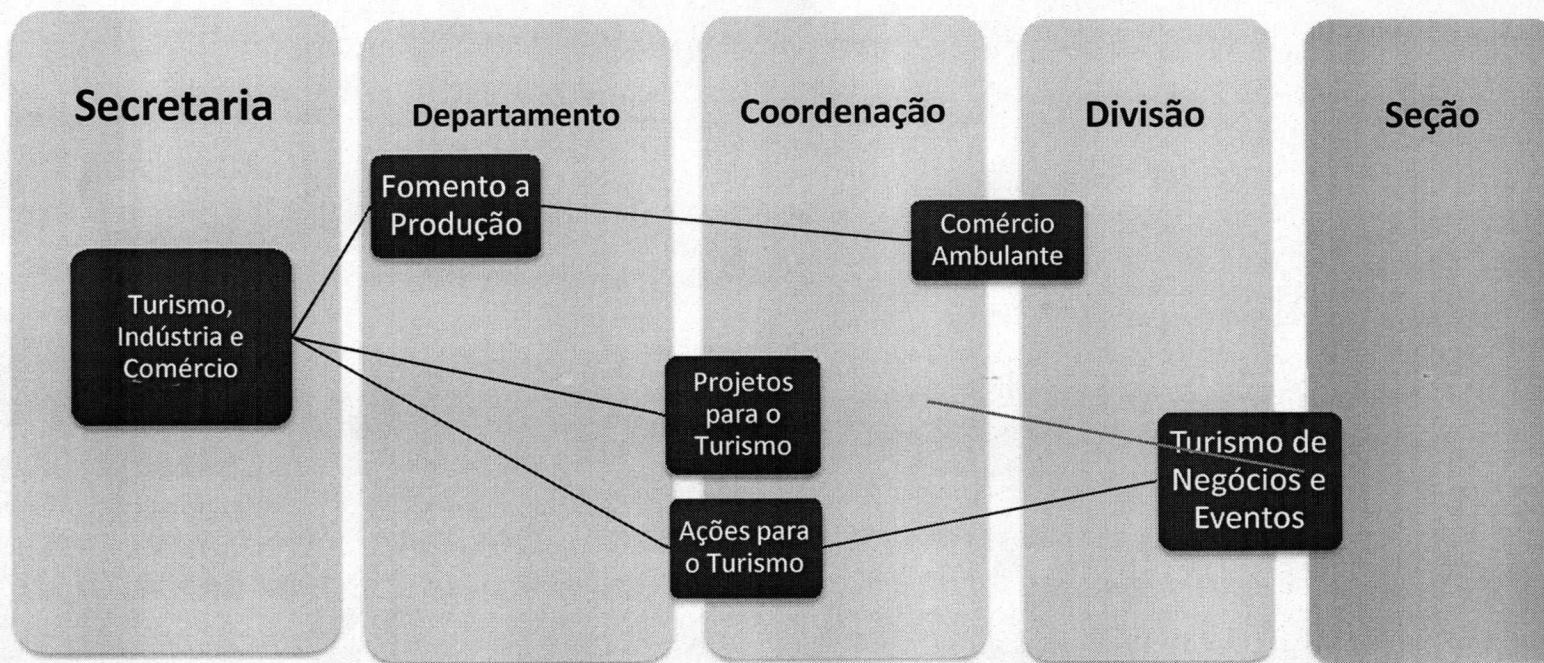 Secretaria
Departamento
Coordenação
Divisão
Seção
Fomento a
Produção
Comércio
Ambulante
Turismo,
Indústria e
Comércio
Projetos
para o
Turismo
Turismo de
Negócios e
Eventos
Ações para
o Turismo